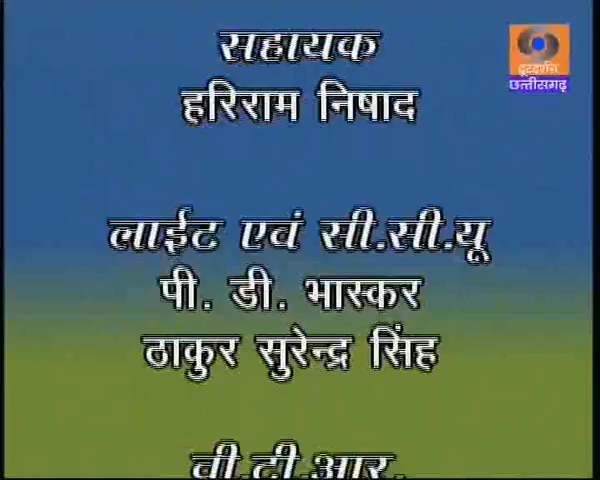 सहायक
दूरदर्शन
छत्तीसगढ़
हरिराम निषाद
लाईट एवं सी.सी.यू
पी. डी. भास्कर
ठाकुर सुरेन्द्र सिंह
वी.टी.आर.